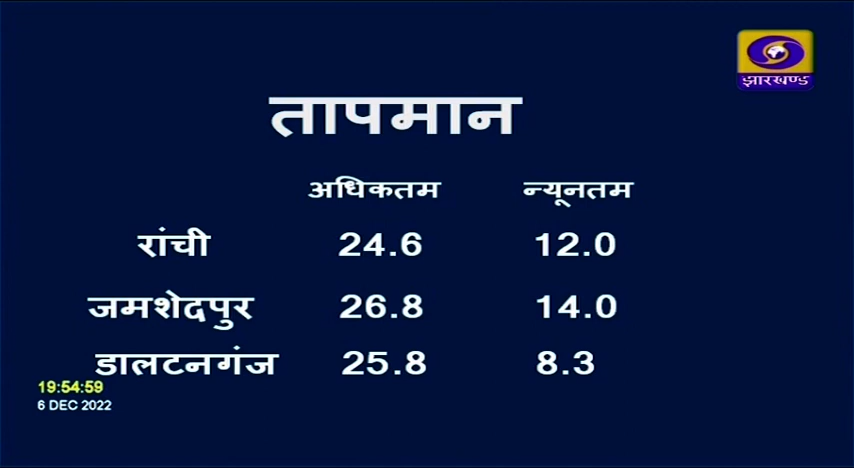 झारखण्ड
तापमान
अधिकतम न्यूनतम
रांची 24.6 12.0
जमशेदपुर 26.8 14.0
डालटनगंज 25.8 8.3
19:54:59
6 DEC 2022